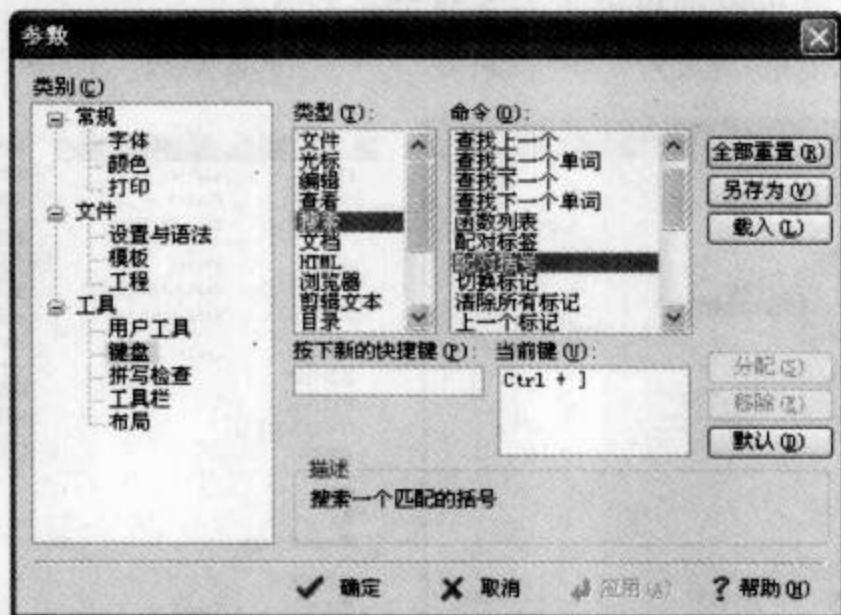 参数
类别(C)
常规
字体
颜色
打印
文件
设置与语法
模板
工程
工具
用户工具
键盘
拼写检查
工具栏
布局
类型(T):
文件
光标
编辑
查看
搜索
文档
HTML
浏览器
剪辑文本
目录
命令(O):
查找上一个
查找上一个单词
查找下一个
查找下一个单词
函数列表
配对标签
切换标记
清除所有标记
上一个标记
全部重置(R)
另存为(V)
载入(L)
按下新的快捷键(P):
当前键(U):
Ctrl + ]
分配(S)
移除(E)
默认(D)
描述
搜索一个匹配的括号
确定
取消
应用(A)
帮助(H)